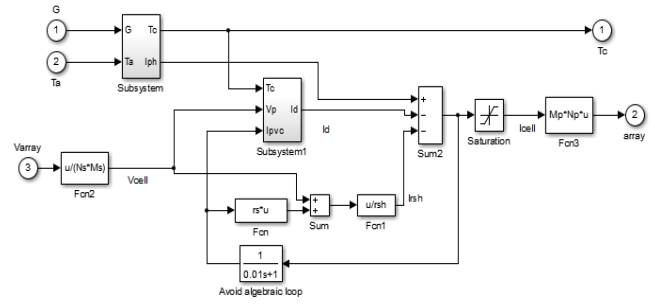 G
1
2
Ta
G
Ta
Tc
Iph
Subsystem
1
Tc
Tc
Vp
Ipvc
Id
Subsystem1
Id
+
−
−
Sum2
Saturation
Icell
Mp*Np*u
Fcn3
2
array
Varray
3
u/(Ns*Ms)
Fcn2
Vcell
rs*u
Fcn
+
+
Sum
u/rsh
Fcn1
Irsh
1
0.01s+1
Avoid algebraic loop